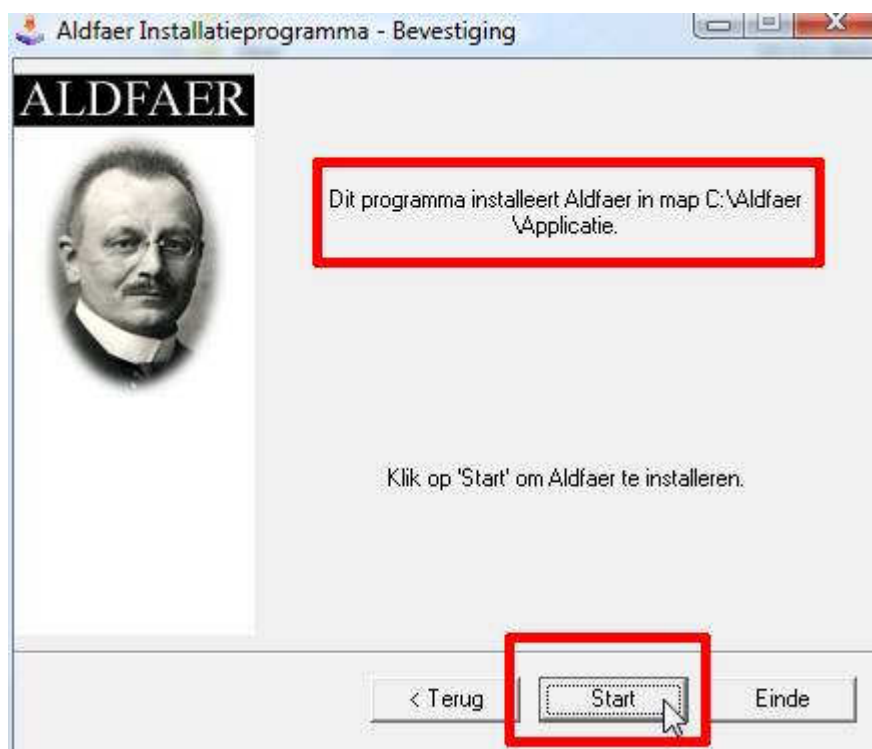 Aldfaer Installatieprogramma - Bevestiging
ALDFAER
Dit programma installeert Aldfaer in map C:\Aldfaer
\Applicatie.
Klik op 'Start' om Aldfaer te installeren.
< Terug
Start
Einde